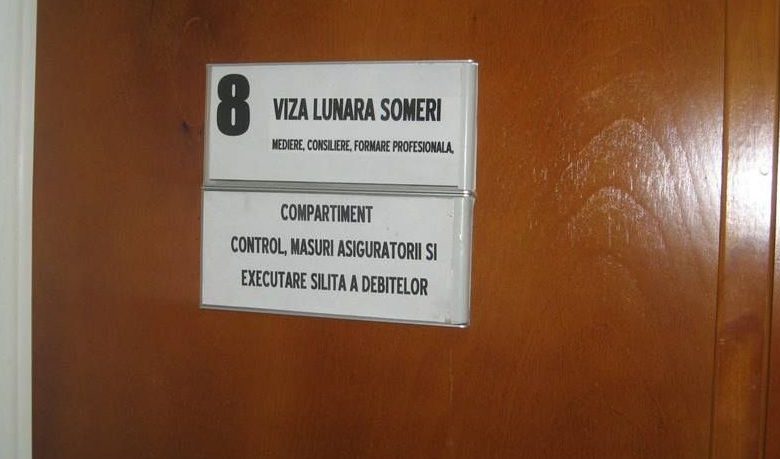 8 VIZA LUNARA SOMERI
MEDIERE, CONSILIERE, FORMARE PROFESIONALA,
COMPARTIMENT
CONTROL, MASURI ASIGURATORII SI
EXECUTARE SILITA A DEBITELOR